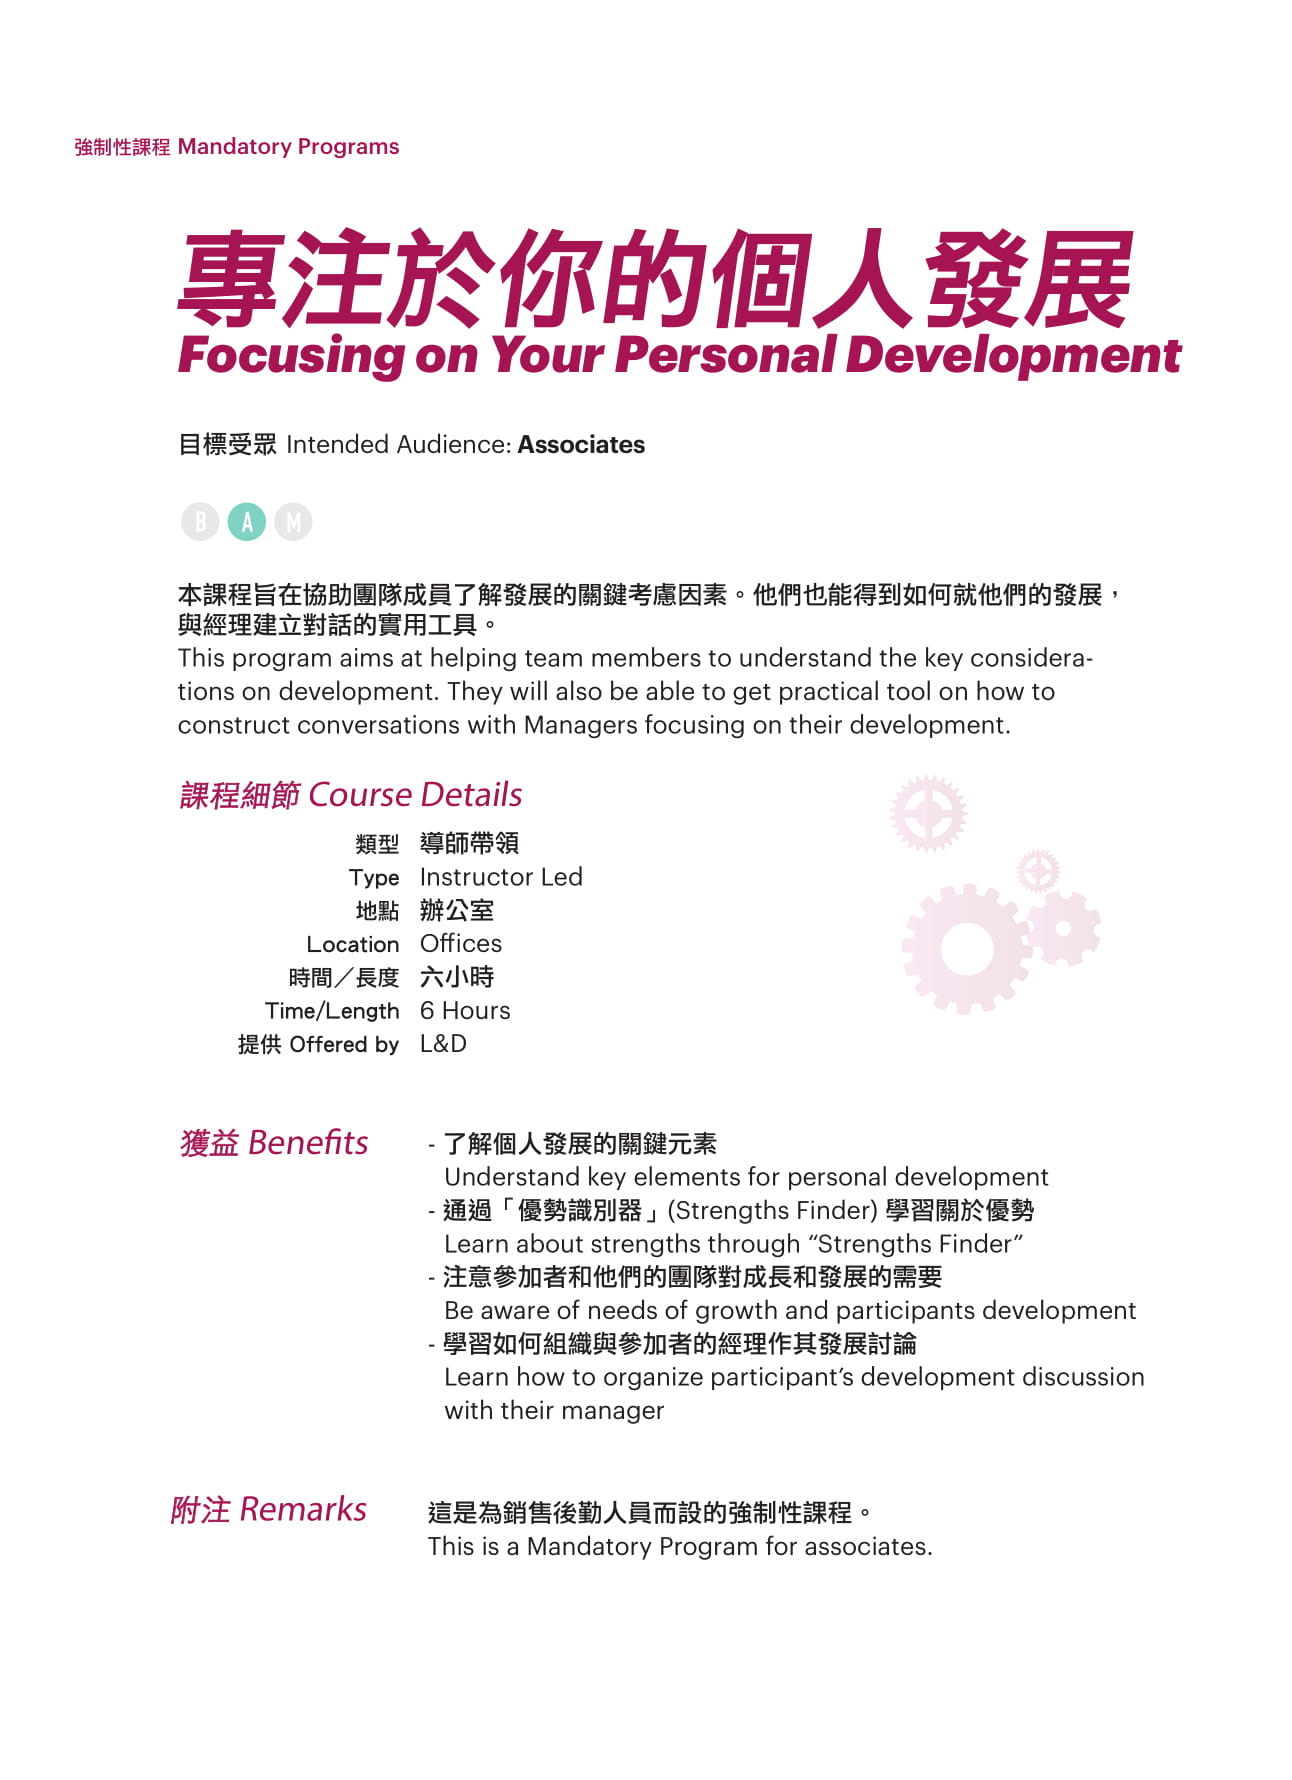 強制性課程 Mandatory Programs
專注於你的個人發展
Focusing on Your Personal Development
目標受眾 Intended Audience: Associates
B A M
本課程旨在協助團隊成員了解發展的關鍵考慮因素。他們也能得到如何就他們的發展，
與經理建立對話的實用工具。
This program aims at helping team members to understand the key considera-
tions on development. They will also be able to get practical tool on how to
construct conversations with Managers focusing on their development.
課程細節 Course Details
類型 導師帶領
Type Instructor Led
地點 辦公室
Location Offices
時間／長度 六小時
Time/Length 6 Hours
提供 Offered by L&D
獲益 Benefits - 了解個人發展的關鍵元素
Understand key elements for personal development
- 通過「優勢識別器」(Strengths Finder) 學習關於優勢
Learn about strengths through “Strengths Finder”
- 注意參加者和他們的團隊對成長和發展的需要
Be aware of needs of growth and participants development
- 學習如何組織與參加者的經理作其發展討論
Learn how to organize participant’s development discussion
with their manager
附注 Remarks 這是為銷售後勤人員而設的強制性課程。
This is a Mandatory Program for associates.